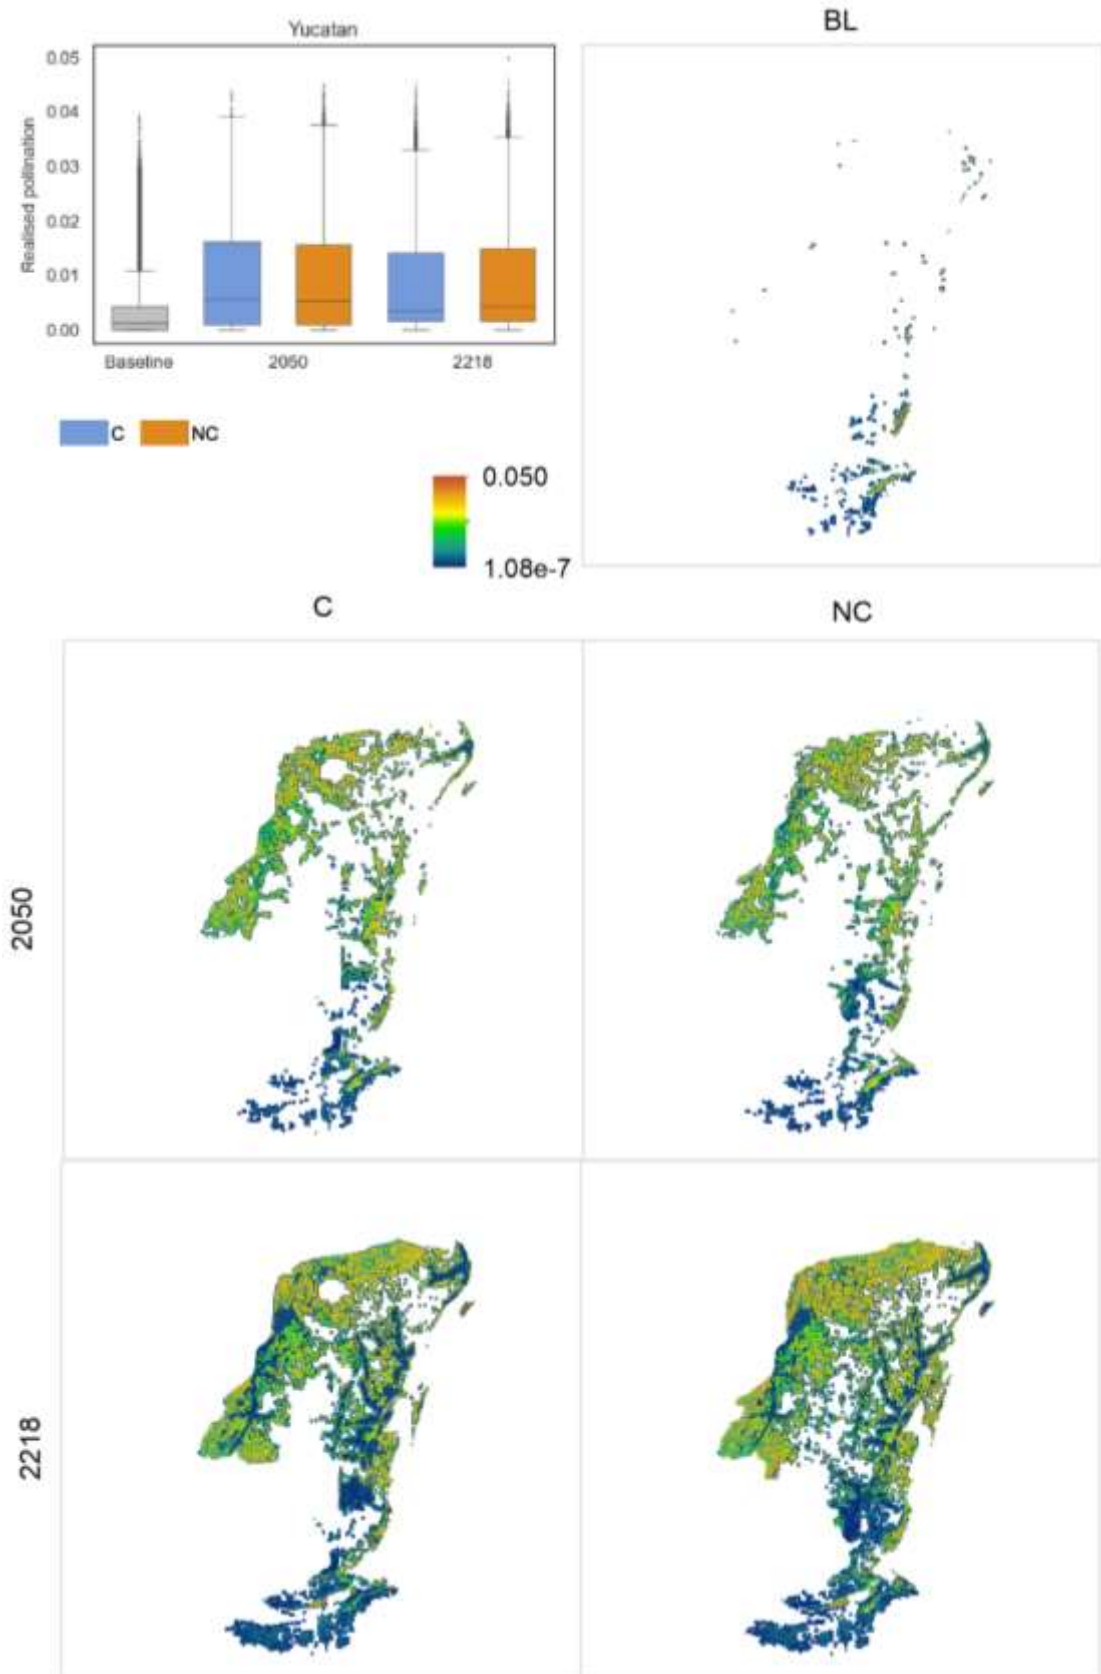 Yucatan
BL
0.05
0.04
0.03
0.02
0.01
0.00
Realised pollination
Baseline
2050
2218
C
NC
0.050
1.08e-7
C
NC
2050
2218